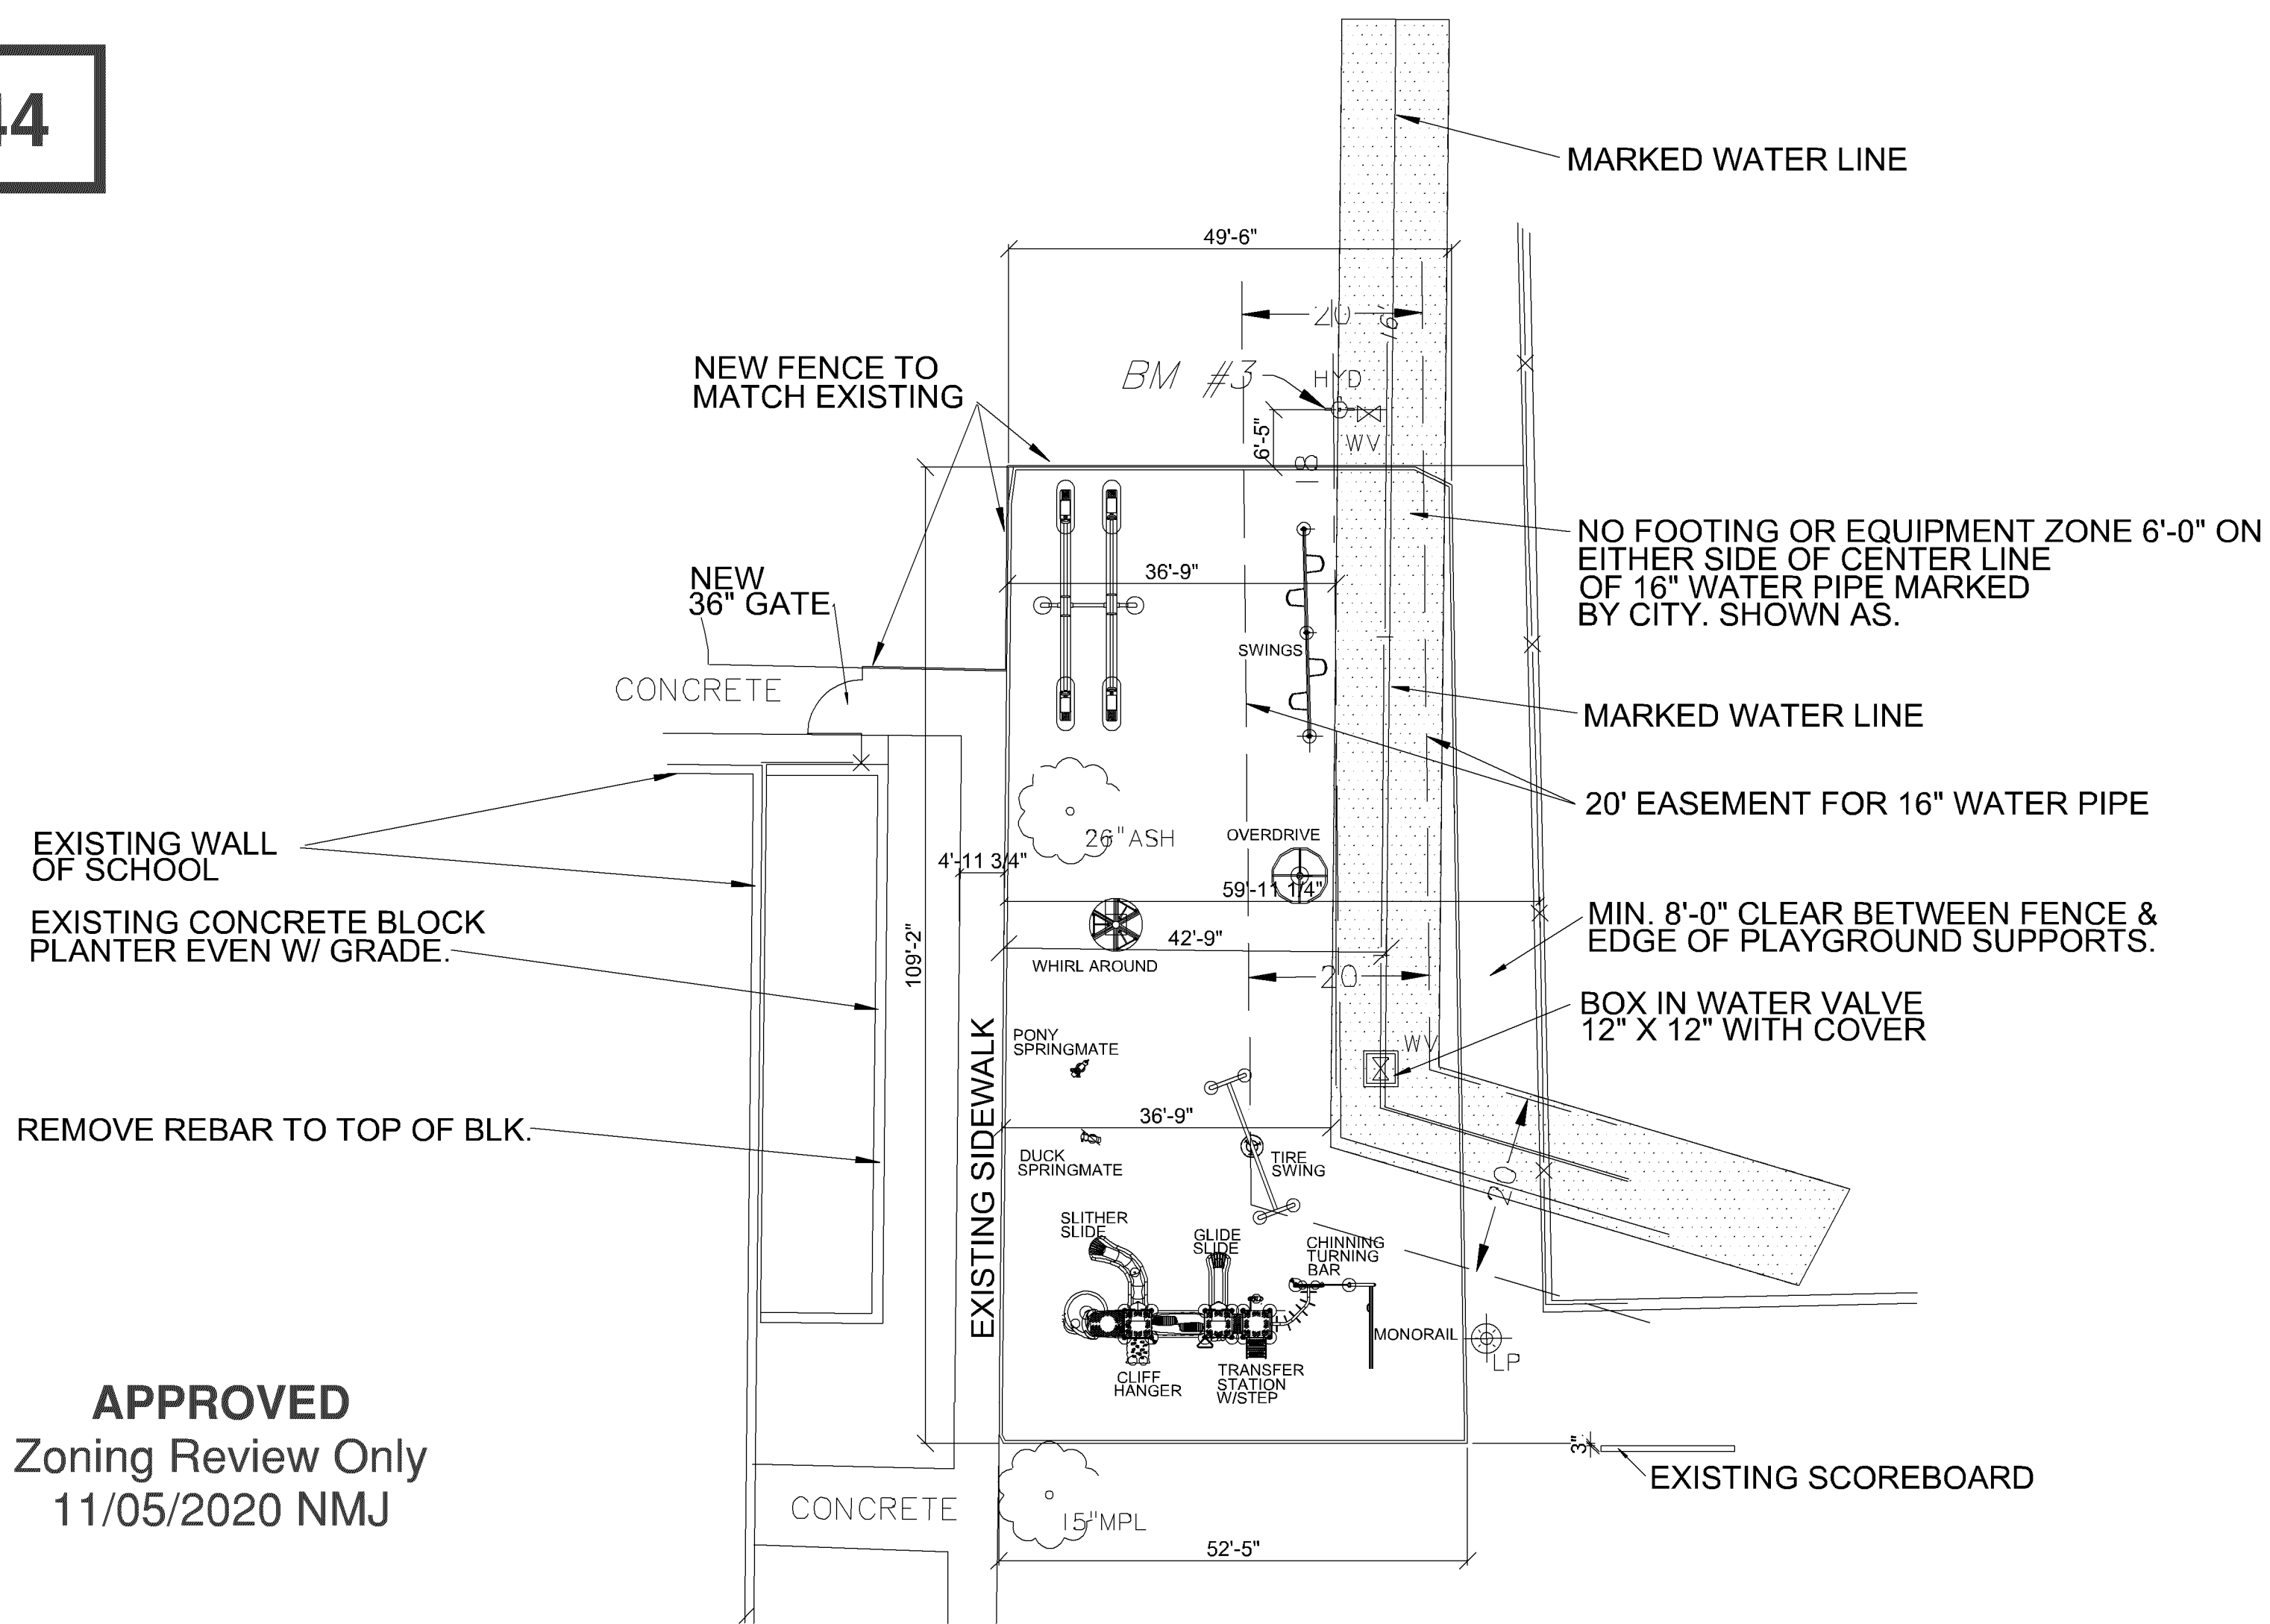 44
MARKED WATER LINE
49'-6"
20
16'
NEW FENCE TO
MATCH EXISTING
BM #3
HYD
6'-5"
WV
18
NO FOOTING OR EQUIPMENT ZONE 6'-0" ON
EITHER SIDE OF CENTER LINE
OF 16" WATER PIPE MARKED
BY CITY. SHOWN AS.
NEW
36" GATE
36'-9"
SWINGS
CONCRETE
MARKED WATER LINE
20' EASEMENT FOR 16" WATER PIPE
EXISTING WALL
OF SCHOOL
26"ASH
OVERDRIVE
4'-11 3/4"
59'-11 1/4"
EXISTING CONCRETE BLOCK
PLANTER EVEN W/ GRADE.
109'-2"
42'-9"
WHIRL AROUND
20
MIN. 8'-0" CLEAR BETWEEN FENCE &
EDGE OF PLAYGROUND SUPPORTS.
BOX IN WATER VALVE
12" X 12" WITH COVER
WV
PONY
SPRINGMATE
REMOVE REBAR TO TOP OF BLK.
EXISTING SIDEWALK
36'-9"
DUCK
SPRINGMATE
TIRE
SWING
20
SLITHER
SLIDE
GLIDE
SLIDE
CHINNING
TURNING
BAR
MONORAIL
LP
CLIFF
HANGER
TRANSFER
STATION
W/STEP
APPROVED
Zoning Review Only
11/05/2020 NMJ
3"
EXISTING SCOREBOARD
CONCRETE
15"MPL
52'-5"